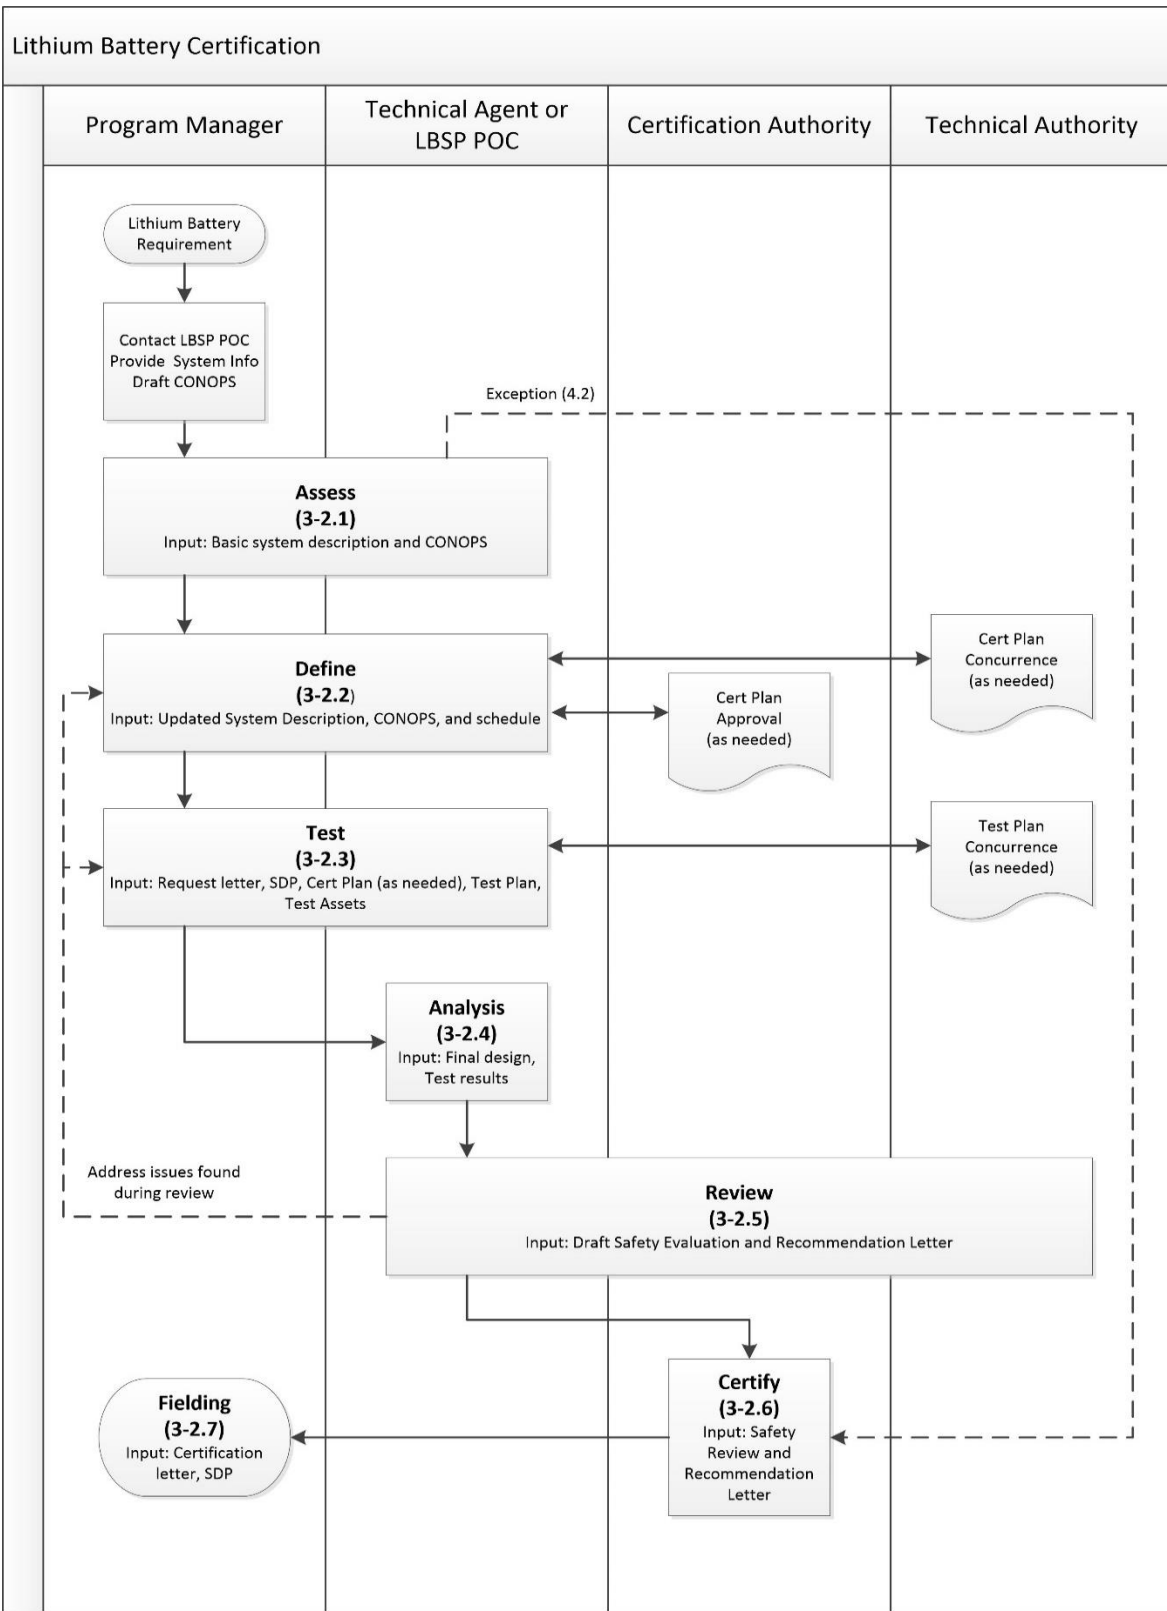 Lithium Battery Certification
Program Manager
Technical Agent or
LBSP POC
Certification Authority
Technical Authority
Lithium Battery
Requirement
Contact LBSP POC
Provide System Info
Draft CONOPS
Exception (4.2)
Assess
(3-2.1)
Input: Basic system description and CONOPS
Define
(3-2.2)
Input: Updated System Description, CONOPS, and schedule
Cert Plan
Concurrence
(as needed)
Cert Plan
Approval
(as needed)
Test
(3-2.3)
Input: Request letter, SDP, Cert Plan (as needed), Test Plan,
Test Assets
Test Plan
Concurrence
(as needed)
Analysis
(3-2.4)
Input: Final design,
Test results
Address issues found
during review
Review
(3-2.5)
Input: Draft Safety Evaluation and Recommendation Letter
Certify
(3-2.6)
Input: Safety
Review and
Recommendation
Letter
Fielding
(3-2.7)
Input: Certification
letter, SDP